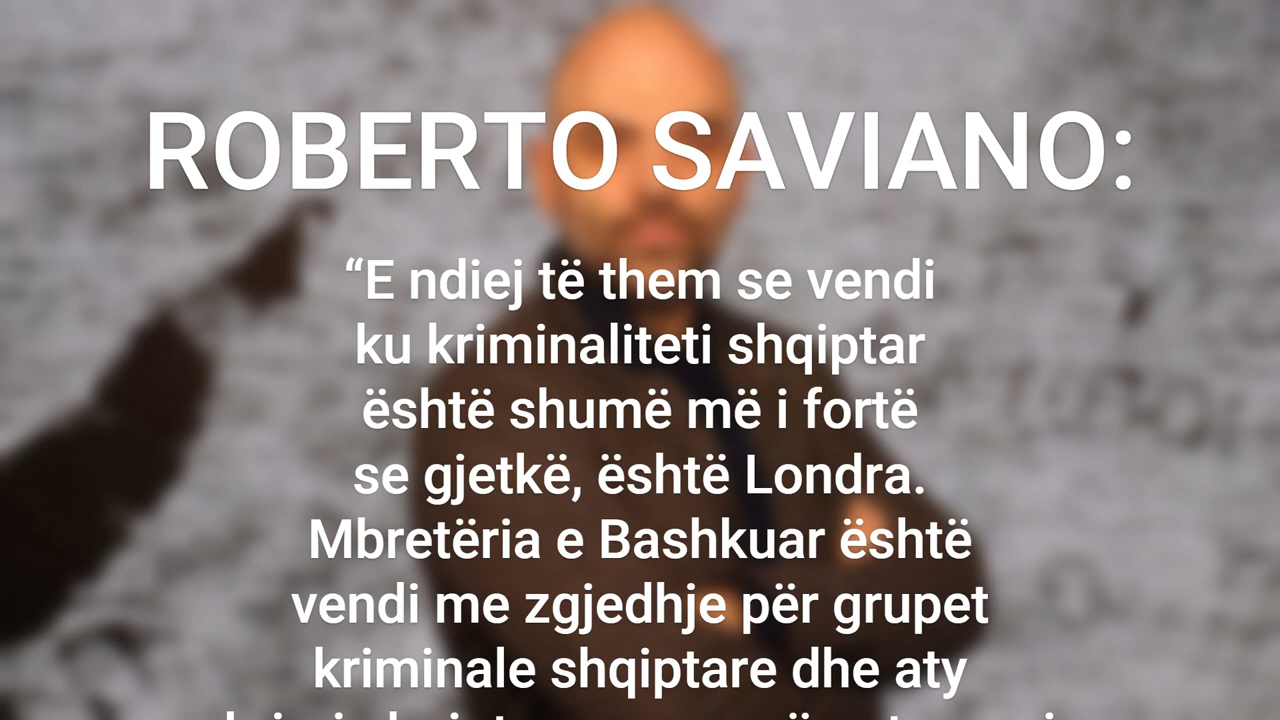 ROBERTO SAVIANO:
“E ndiej të them se vendi
ku kriminaliteti shqiptar
është shumë më i fortë
se gjetkë, është Londra.
Mbretëria e Bashkuar është
vendi me zgjedhje për grupet
kriminale shqiptare dhe aty